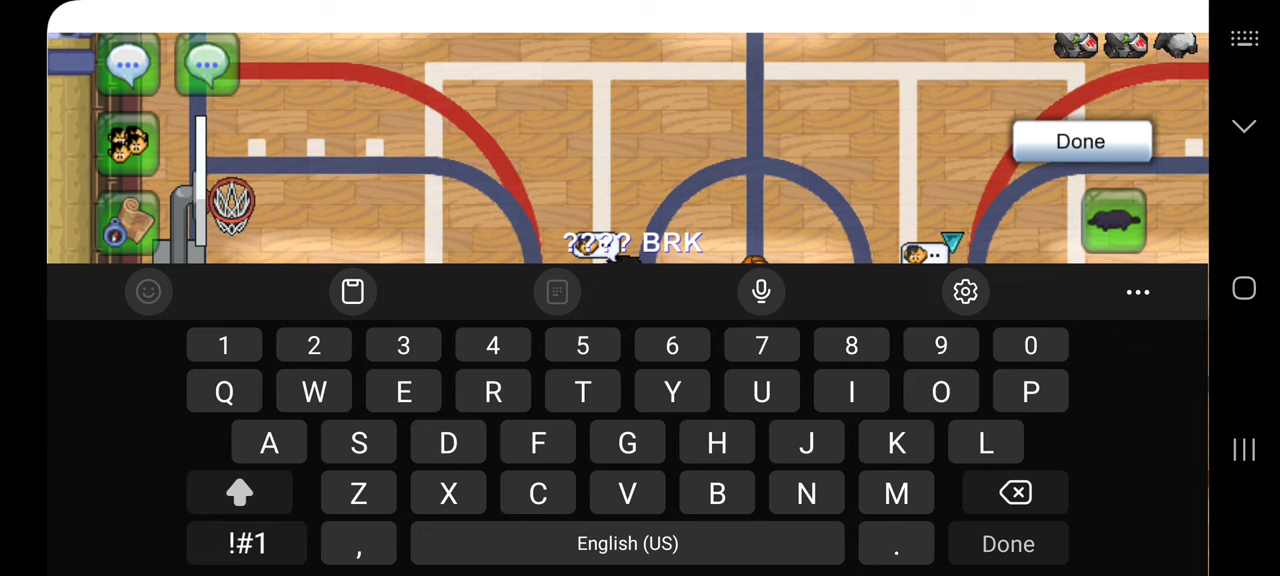 Done
???? BRK
1 2 3 4 5 6 7 8 9 0
Q W E R T Y U I O P
A S D F G H J K L
Z X C V B N M
!#1 , English (US) . Done